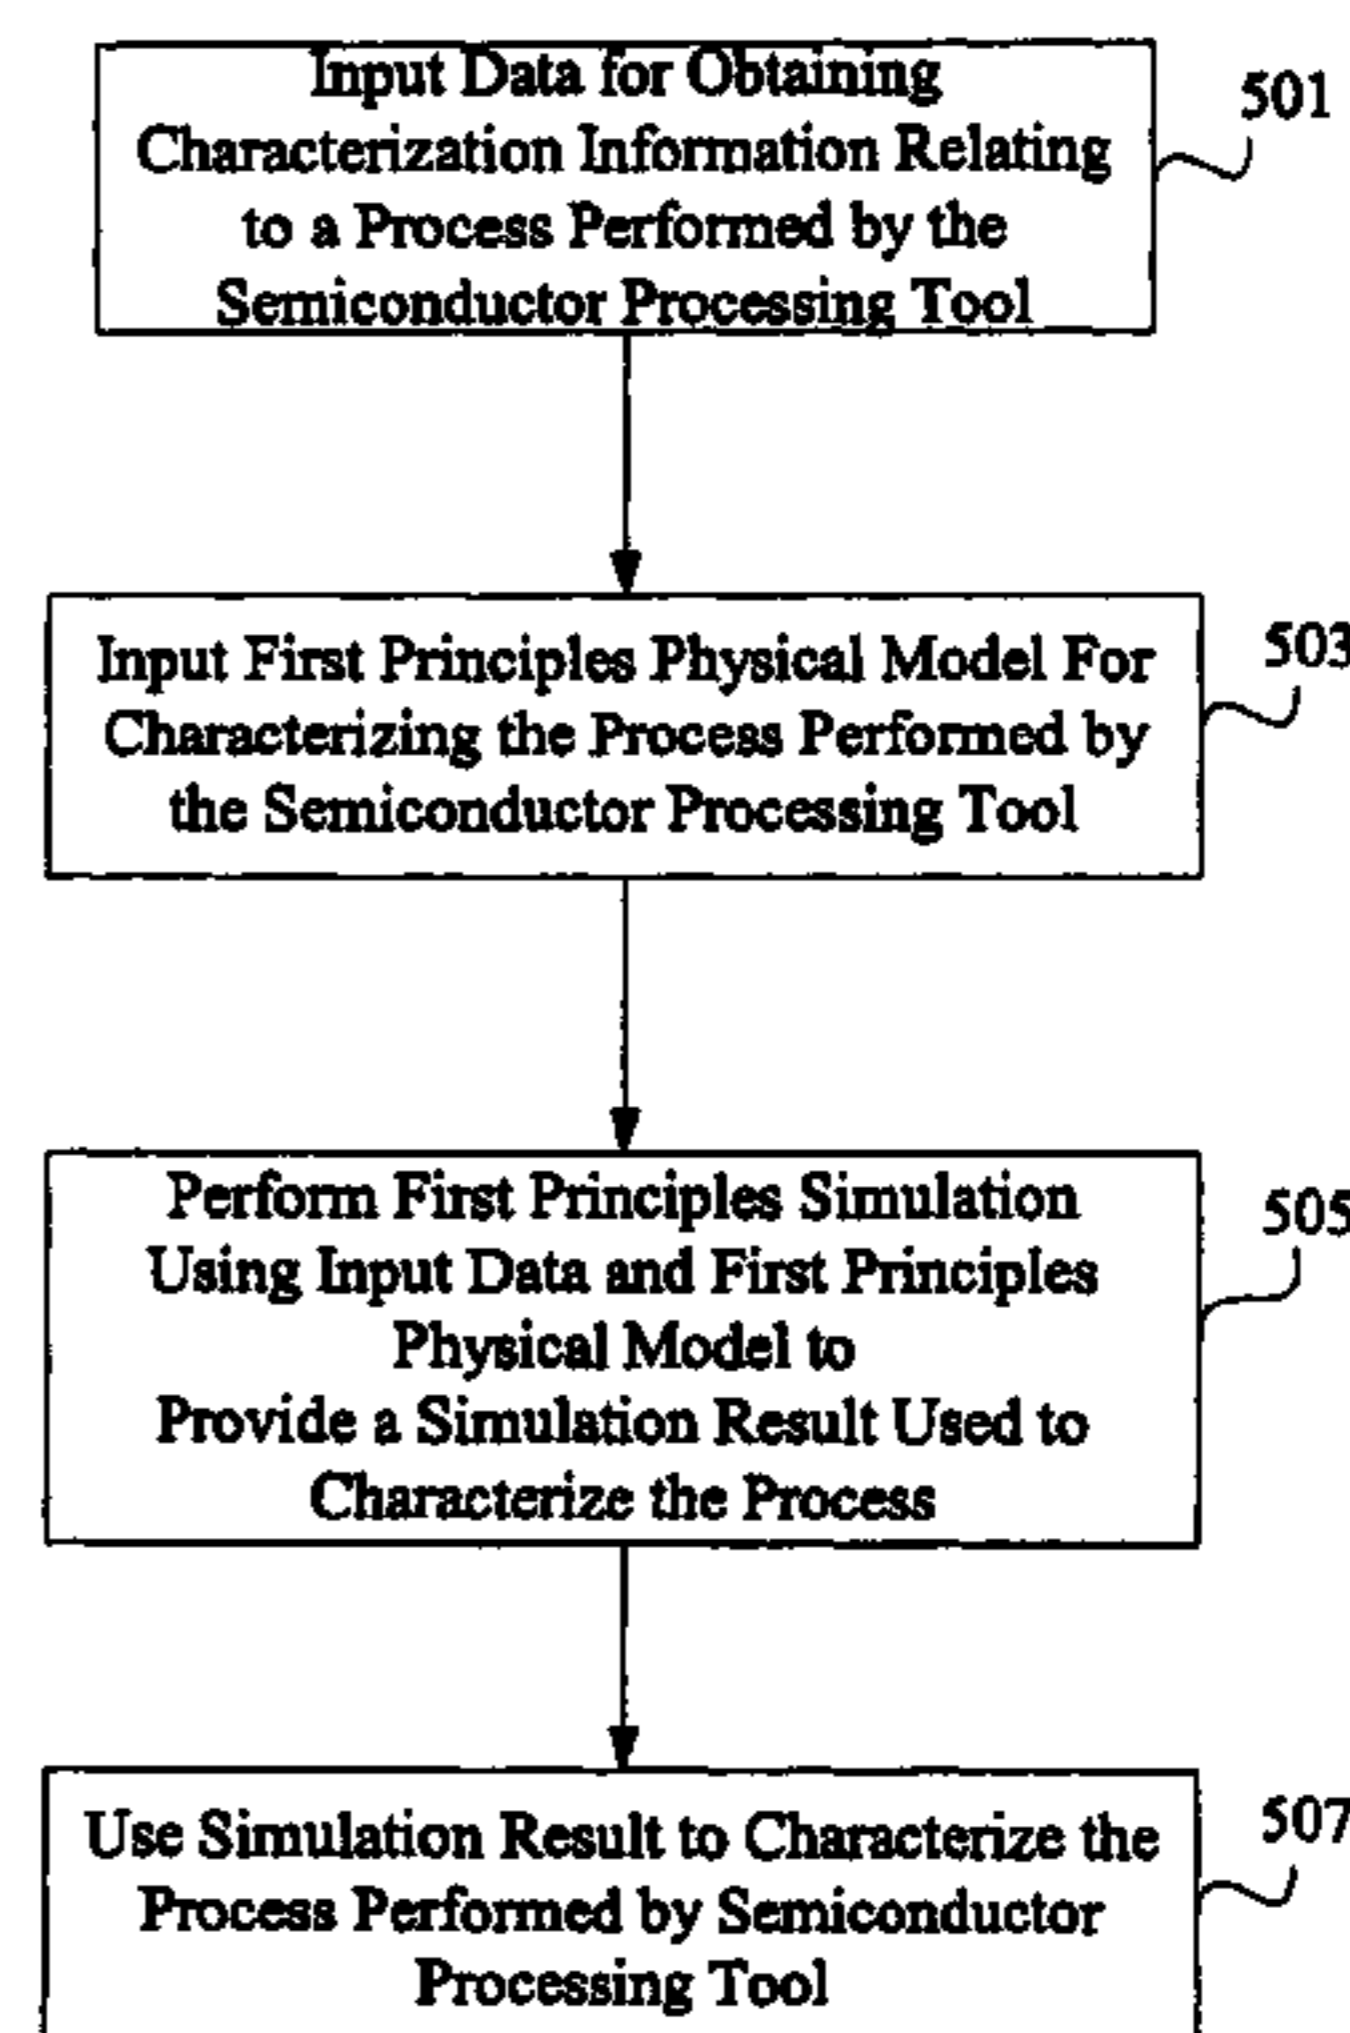 Input Data for Obtaining
Characterization Information Relating
to a Process Performed by the
Semiconductor Processing Tool
501
Input First Principles Physical Model For
Characterizing the Process Performed by
the Semiconductor Processing Tool
503
Perform First Principles Simulation
Using Input Data and First Principles
Physical Model to
Provide a Simulation Result Used to
Characterize the Process
505
Use Simulation Result to Characterize the
Process Performed by Semiconductor
Processing Tool
507